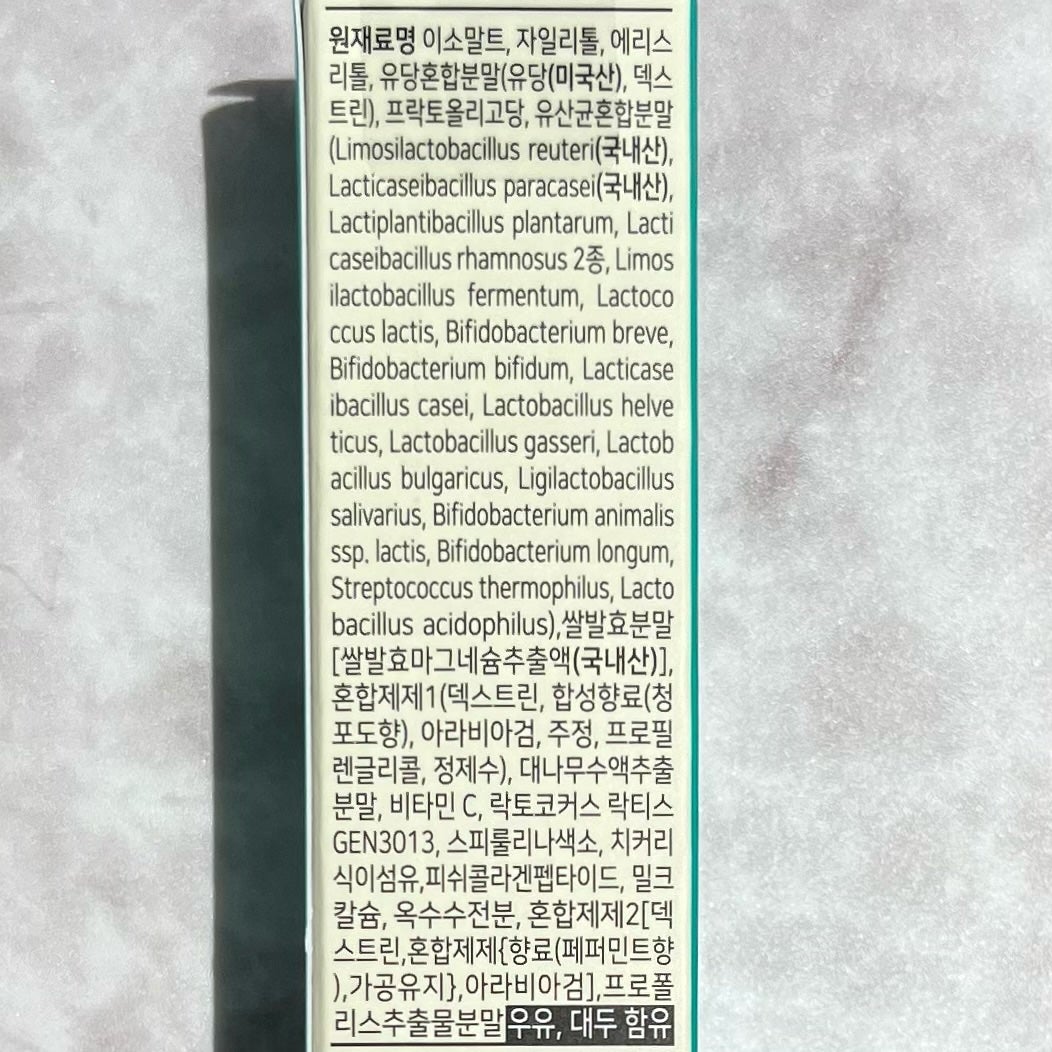 원재료명 이소말트, 자일리톨, 에리스
리톨, 유당혼합분말(유당(미국산), 덱스
트린), 프락토올리고당, 유산균혼합분말
(Limosilactobacillus reuteri(국내산),
Lacticaseibacillus paracasei(국내산),
Lactiplantibacillus plantarum, Lacti
caseibacillus rhamnosus 2종, Limos
ilactobacillus fermentum, Lactoco
ccus lactis, Bifidobacterium breve,
Bifidobacterium bifidum, Lacticase
ibacillus casei, Lactobacillus helve
ticus, Lactobacillus gasseri, Lactob
acillus bulgaricus, Ligilactobacillus
salivarius, Bifidobacterium animalis
ssp. lactis, Bifidobacterium longum,
Streptococcus thermophilus, Lacto
bacillus acidophilus),쌀발효분말
[쌀발효마그네슘추출액(국내산)],
혼합제제1(덱스트린, 합성향료(청
포도향), 아라비아검, 주정, 프로필
렌글리콜, 정제수), 대나무수액추출
분말, 비타민 C, 락토코커스 락티스
GEN3013, 스피룰리나색소, 치커리
식이섬유,피쉬콜라겐펩타이드, 밀크
칼슘, 옥수수전분, 혼합제제2[덱
스트린,혼합제제{향료(페퍼민트향
),가공유지},아라비아검],프로폴
리스추출물분말 우유, 대두 함유